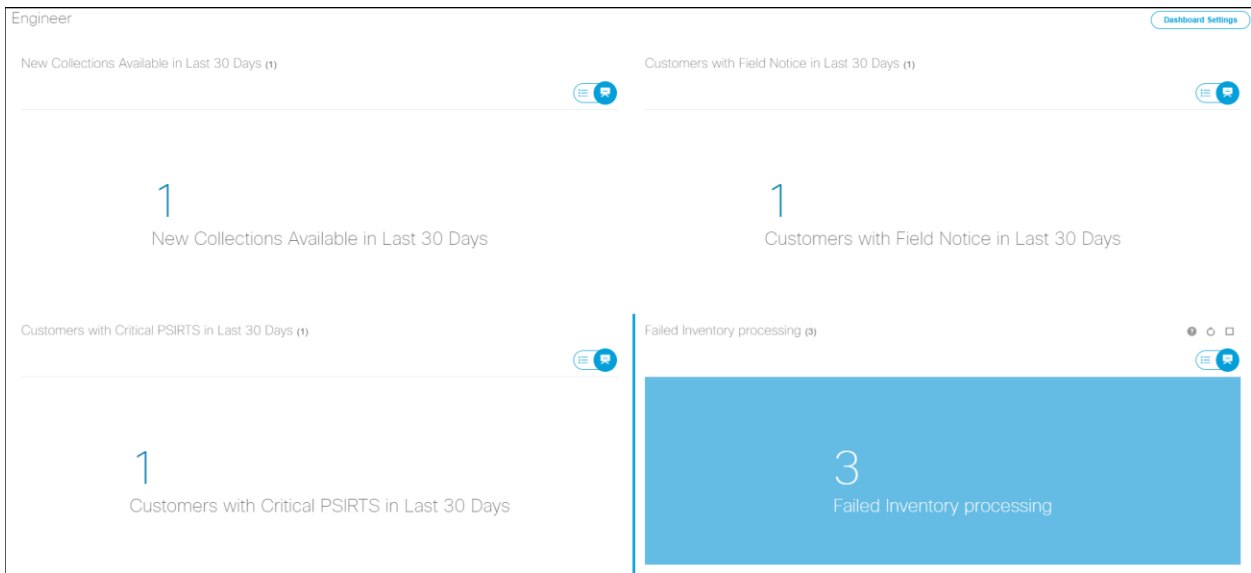 Engineer
Dashboard Settings
New Collections Available in Last 30 Days (1)
Customers with Field Notice in Last 30 Days (1)
1
New Collections Available in Last 30 Days
1
Customers with Field Notice in Last 30 Days
Customers with Critical PSIRTS in Last 30 Days (1)
Failed Inventory processing (3)
1
Customers with Critical PSIRTS in Last 30 Days
3
Failed Inventory processing